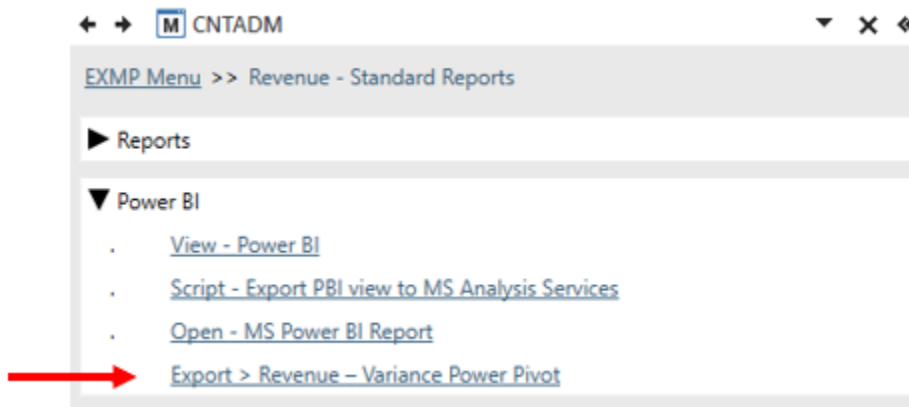 M CNTADM
EXMP Menu >> Revenue - Standard Reports
Reports
Power BI
. View - Power BI
. Script - Export PBI view to MS Analysis Services
. Open - MS Power BI Report
Export > Revenue – Variance Power Pivot